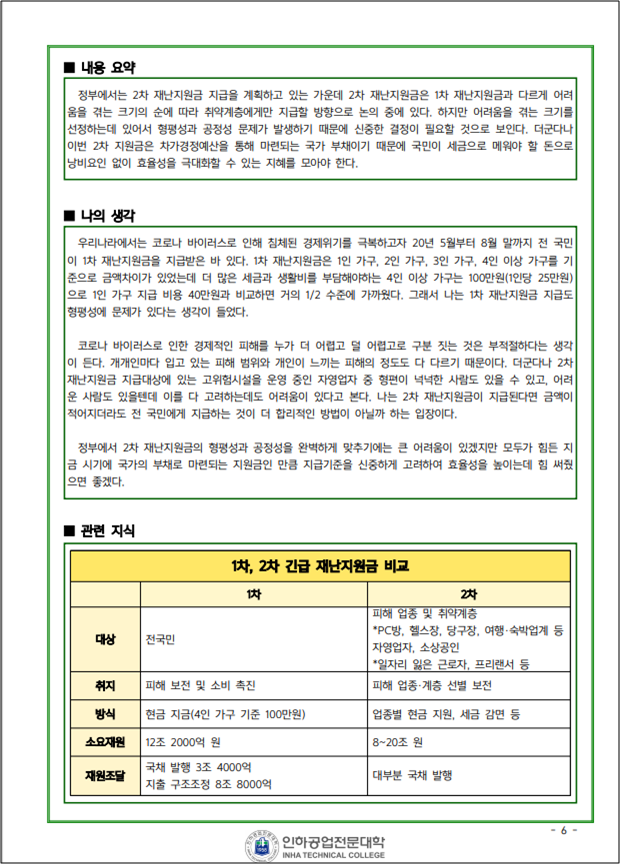 ■ 내용 요약
정부에서는 2차 재난지원금 지급을 계획하고 있는 가운데 2차 재난지원금은 1차 재난지원금과 다르게 어려
움을 겪는 크기의 순에 따라 취약계층에게만 지급할 방향으로 논의 중에 있다. 하지만 어려움을 겪는 크기를
선정하는데 있어서 형평성과 공정성 문제가 발생하기 때문에 신중한 결정이 필요할 것으로 보인다. 더군다나
이번 2차 지원금은 차가경정예산을 통해 마련되는 국가 부채이기 때문에 국민이 세금으로 메워야 할 돈으로
낭비요인 없이 효율성을 극대화할 수 있는 지혜를 모아야 한다.
■ 나의 생각
우리나라에서는 코로나 바이러스로 인해 침체된 경제위기를 극복하고자 20년 5월부터 8월 말까지 전 국민
이 1차 재난지원금을 지급받은 바 있다. 1차 재난지원금은 1인 가구, 2인 가구, 3인 가구, 4인 이상 가구를 기
준으로 금액차이가 있었는데 더 많은 세금과 생활비를 부담해야하는 4인 이상 가구는 100만원(1인당 25만원)
으로 1인 가구 지급 비용 40만원과 비교하면 거의 1/2 수준에 가까웠다. 그래서 나는 1차 재난지원금 지급도
형평성에 문제가 있다는 생각이 들었다.
코로나 바이러스로 인한 경제적인 피해를 누가 더 어렵고 덜 어렵고로 구분 짓는 것은 부적절하다는 생각
이 든다. 개개인마다 입고 있는 피해 범위와 개인이 느끼는 피해의 정도도 다 다르기 때문이다. 더군다나 2차
재난지원금 지급대상에 있는 고위험시설을 운영 중인 자영업자 중 형편이 넉넉한 사람도 있을 수 있고, 어려
운 사람도 있을텐데 이를 다 고려하는데도 어려움이 있다고 본다. 나는 2차 재난지원금이 지급된다면 금액이
적어지더라도 전 국민에게 지급하는 것이 더 합리적인 방법이 아닐까 하는 입장이다.
정부에서 2차 재난지원금의 형평성과 공정성을 완벽하게 맞추기에는 큰 어려움이 있겠지만 모두가 힘든 지
금 시기에 국가의 부채로 마련되는 지원금인 만큼 지급기준을 신중하게 고려하여 효율성을 높이는데 힘 써줬
으면 좋겠다.
■ 관련 지식
1차, 2차 긴급 재난지원금 비교
1차 2차
대상 전국민 피해 업종 및 취약계층
*PC방, 헬스장, 당구장, 여행·숙박업계 등
자영업자, 소상공인
*일자리 잃은 근로자, 프리랜서 등
취지 피해 보전 및 소비 촉진 피해 업종·계층 선별 보전
방식 현금 지급(4인 가구 기준 100만원) 업종별 현금 지원, 세금 감면 등
소요재원 12조 2000억 원 8~20조 원
재원조달 국채 발행 3조 4000억 대부분 국채 발행
지출 구조조정 8조 8000억
- 6 -
인하공업전문대학
INHA TECHNICAL COLLEGE